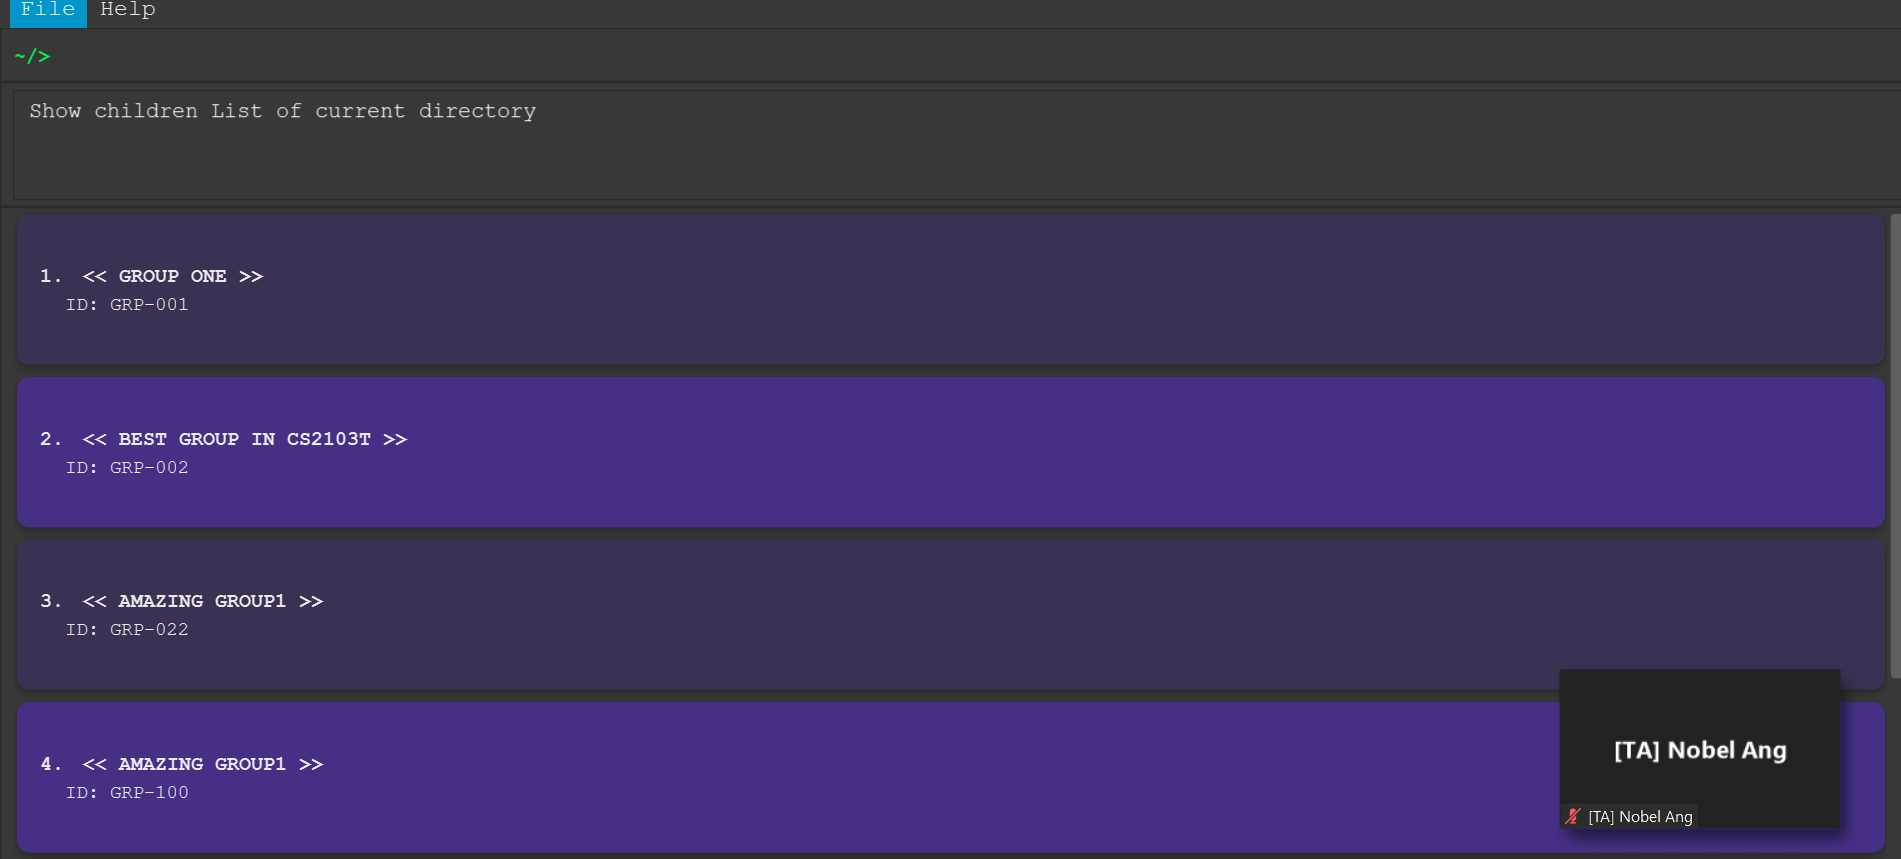 File Help
~/>
Show children List of current directory
1. << GROUP ONE >>
ID: GRP-001
2. << BEST GROUP IN CS2103T >>
ID: GRP-002
3. << AMAZING GROUP1 >>
ID: GRP-022
4. << AMAZING GROUP1 >>
ID: GRP-100
[TA] Nobel Ang
[TA] Nobel Ang